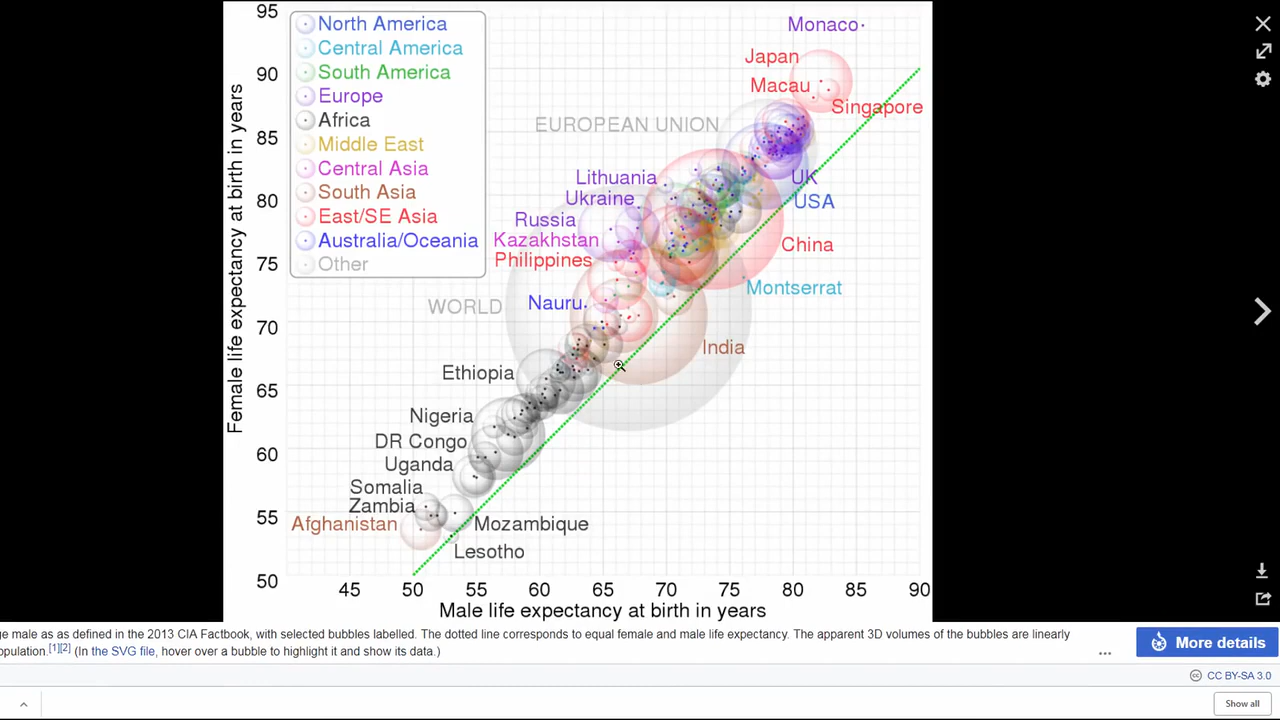 95
North America
Central America
South America
Europe
Africa
Middle East
Central Asia
South Asia
East/SE Asia
Australia/Oceania
Other
Monaco
Japan
90
Macau
Singapore
EUROPEAN UNION
85
Lithuania
UK
Ukraine
USA
80
Russia
Kazakhstan
China
Philippines
75
Montserrat
WORLD
Nauru
70
India
Ethiopia
65
Nigeria
DR Congo
60
Uganda
Somalia
Zambia
55
Afghanistan
Mozambique
Lesotho
50
Female life expectancy at birth in years
45 50 55 60 65 70 75 80 85 90
Male life expectancy at birth in years
ge male as as defined in the 2013 CIA Factbook, with selected bubbles labelled. The dotted line corresponds to equal female and male life expectancy. The apparent 3D volumes of the bubbles are linearly
opulation.[1][2] (In the SVG file, hover over a bubble to highlight it and show its data.)
...
More details
CC BY-SA 3.0
Show all